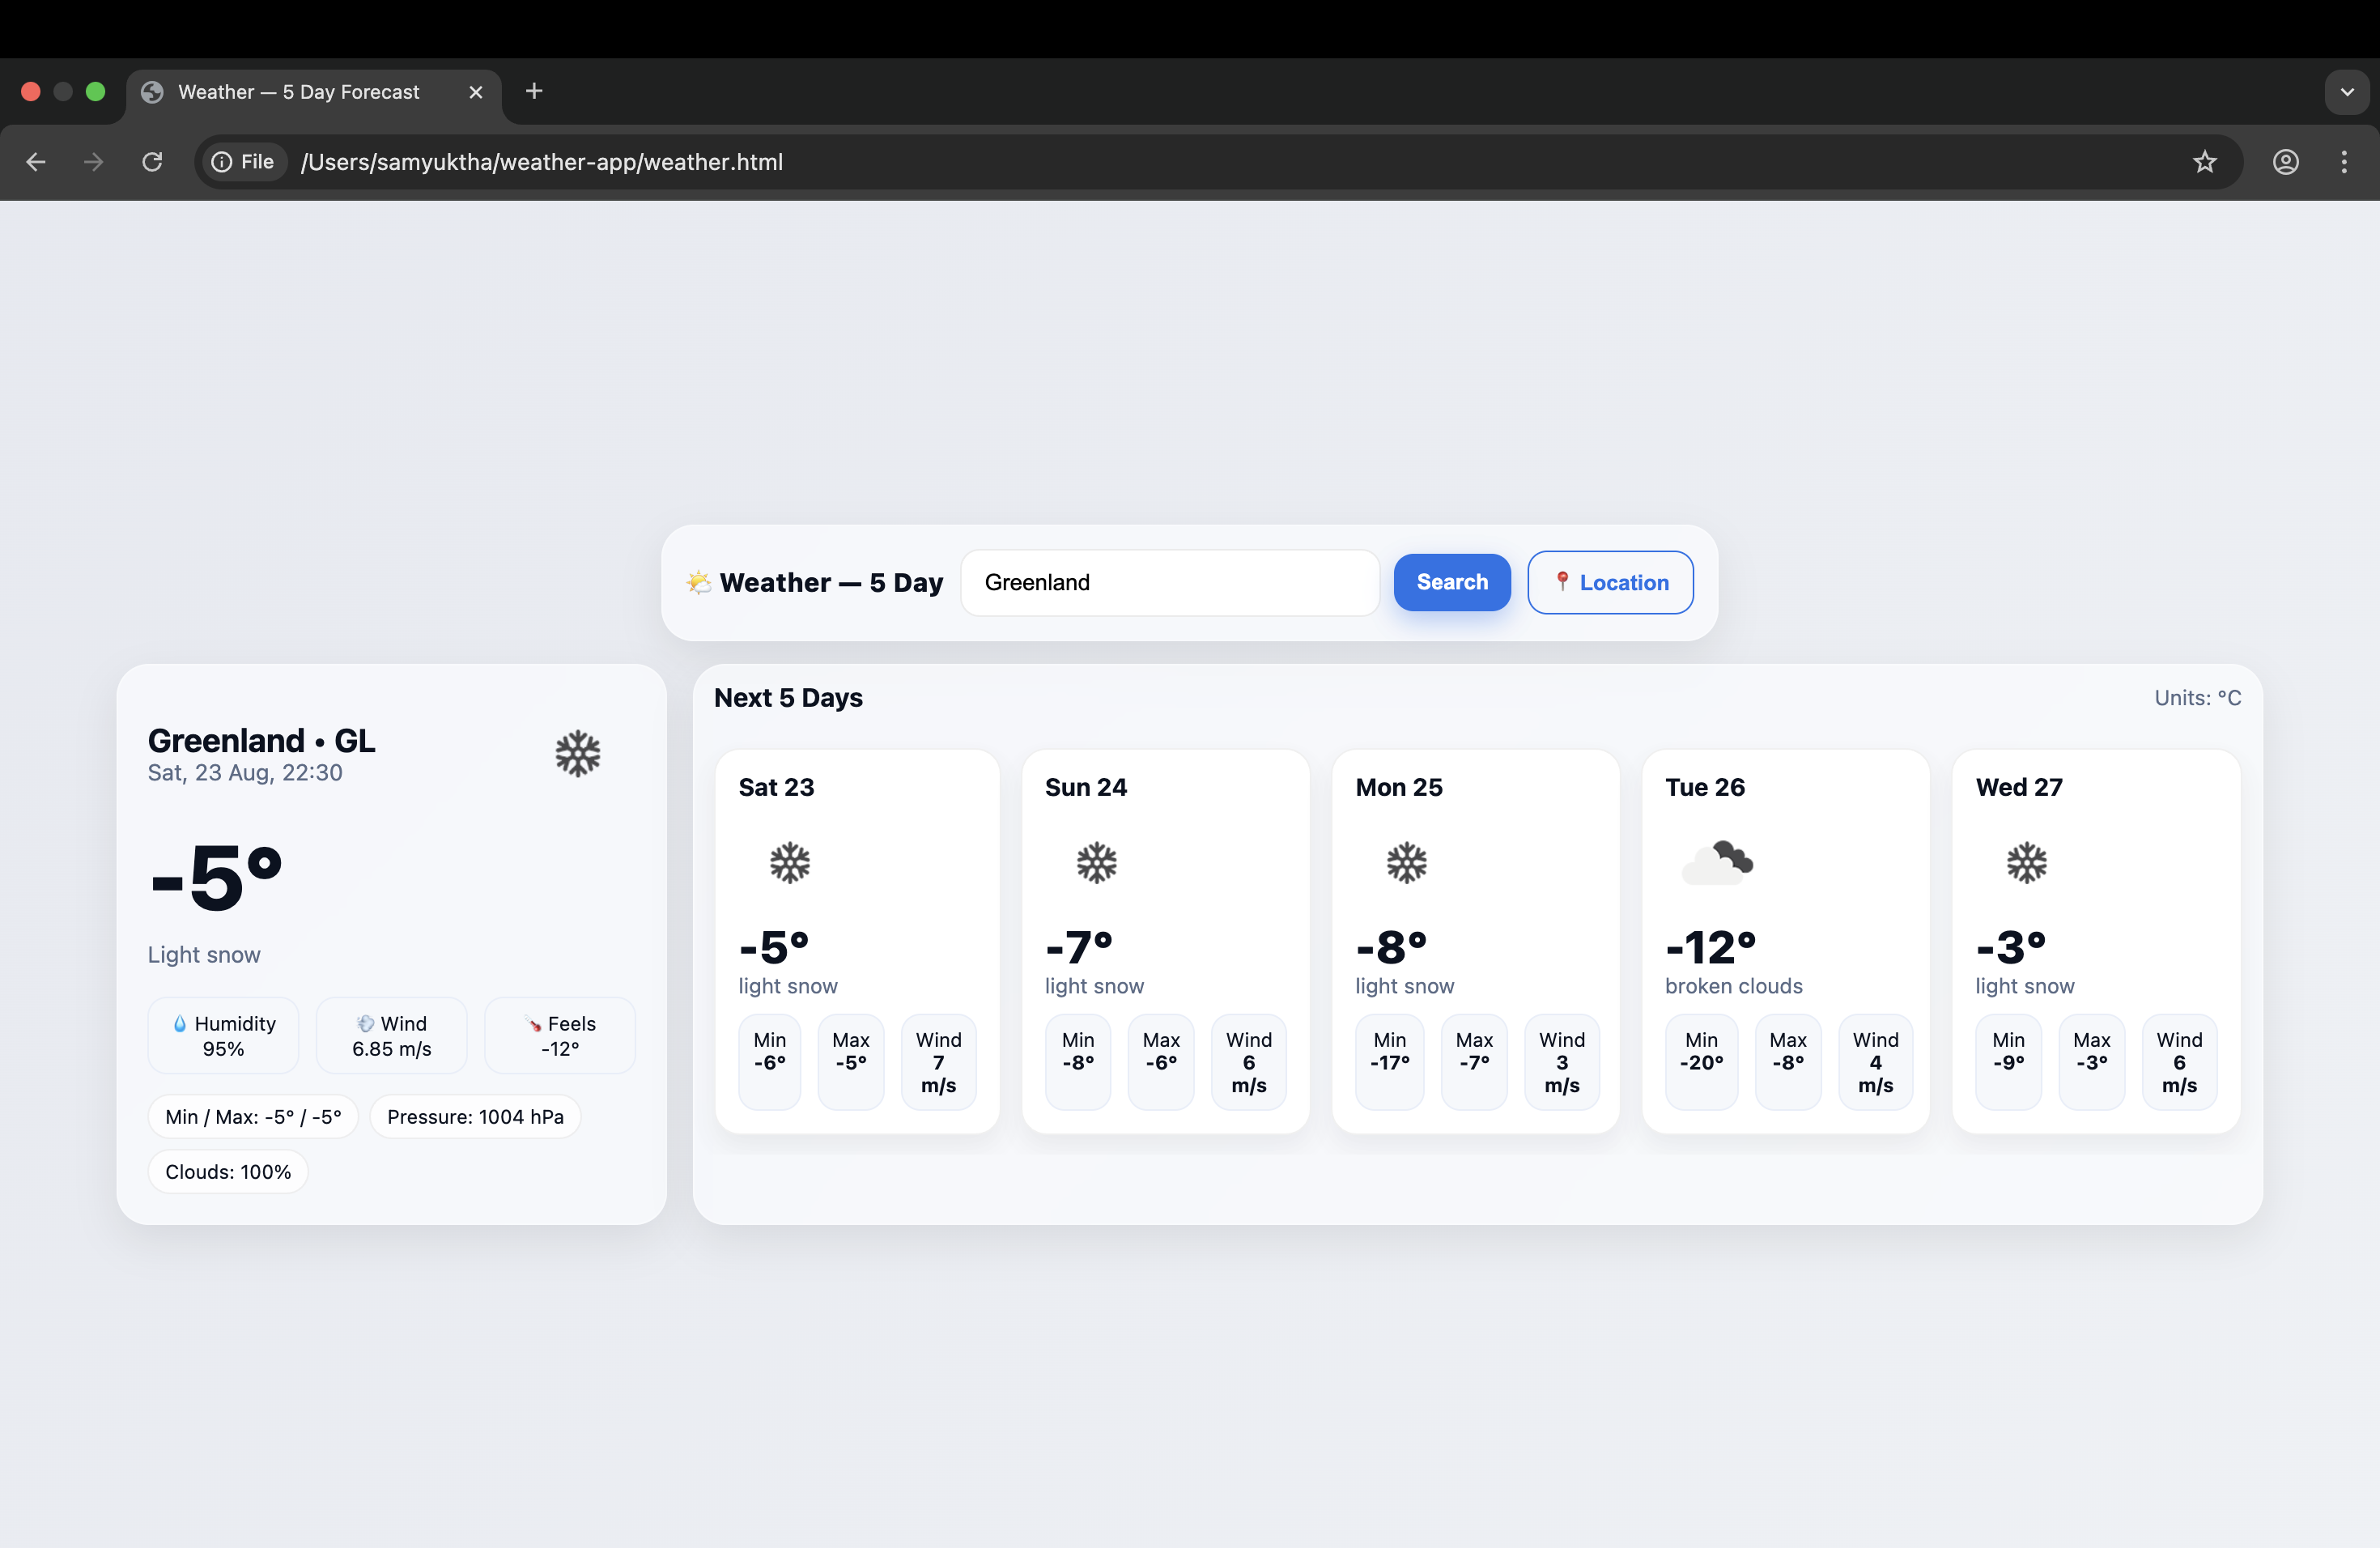 Weather — 5 Day Forecast
File /Users/samyuktha/weather-app/weather.html
Weather — 5 Day
Greenland
Search
Location
Greenland • GL
Sat, 23 Aug, 22:30
-5°
Light snow
Humidity
95%
Wind
6.85 m/s
Feels
-12°
Min / Max: -5° / -5°
Pressure: 1004 hPa
Clouds: 100%
Next 5 Days
Units: °C
Sat 23
-5°
light snow
Min
-6°
Max
-5°
Wind
7
m/s
Sun 24
-7°
light snow
Min
-8°
Max
-6°
Wind
6
m/s
Mon 25
-8°
light snow
Min
-17°
Max
-7°
Wind
3
m/s
Tue 26
-12°
broken clouds
Min
-20°
Max
-8°
Wind
4
m/s
Wed 27
-3°
light snow
Min
-9°
Max
-3°
Wind
6
m/s